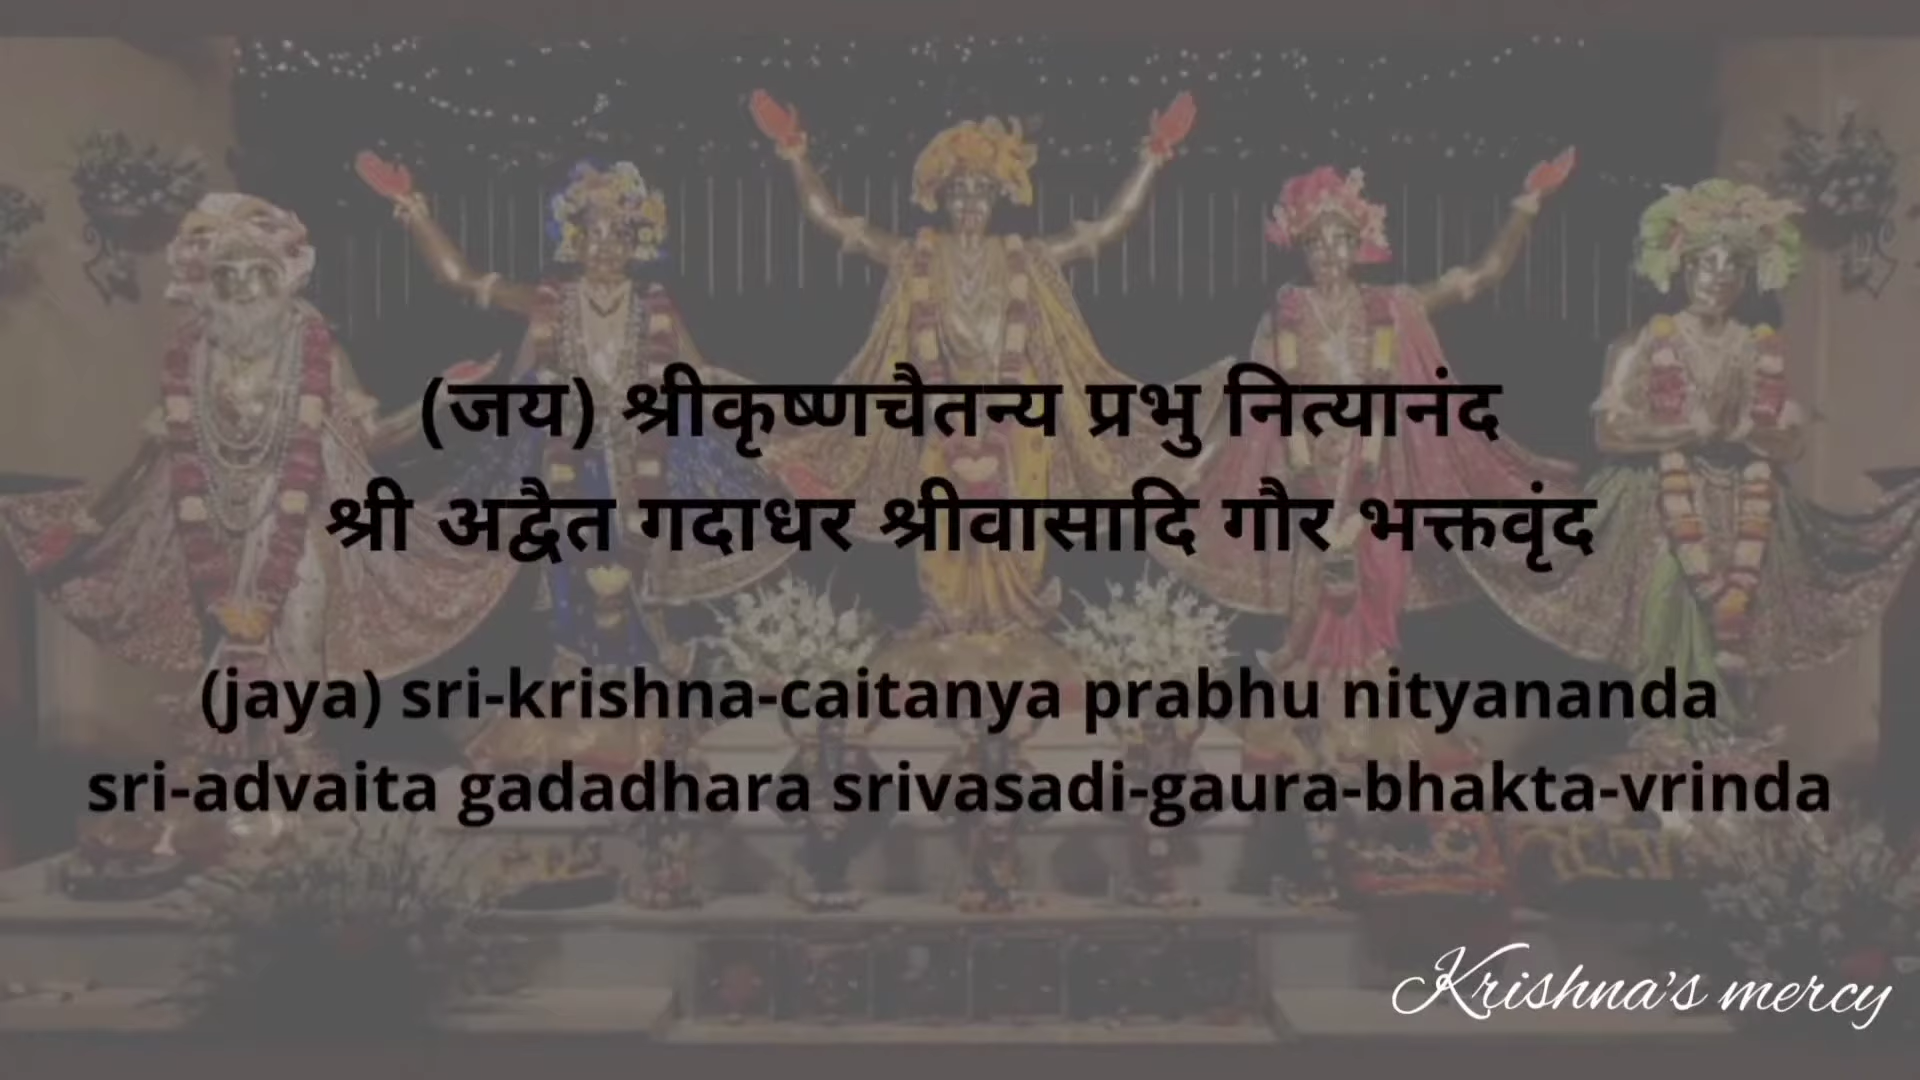 (जय) श्रीकृष्णचैतन्य प्रभु नित्यानंद
श्री अद्वैत गदाधर श्रीवासादि गौर भक्तवृंद
(jaya) sri-krishna-caitanya prabhu nityananda
sri-advaita gadadhara srivasadi-gaura-bhakta-vrinda
Krishna's mercy